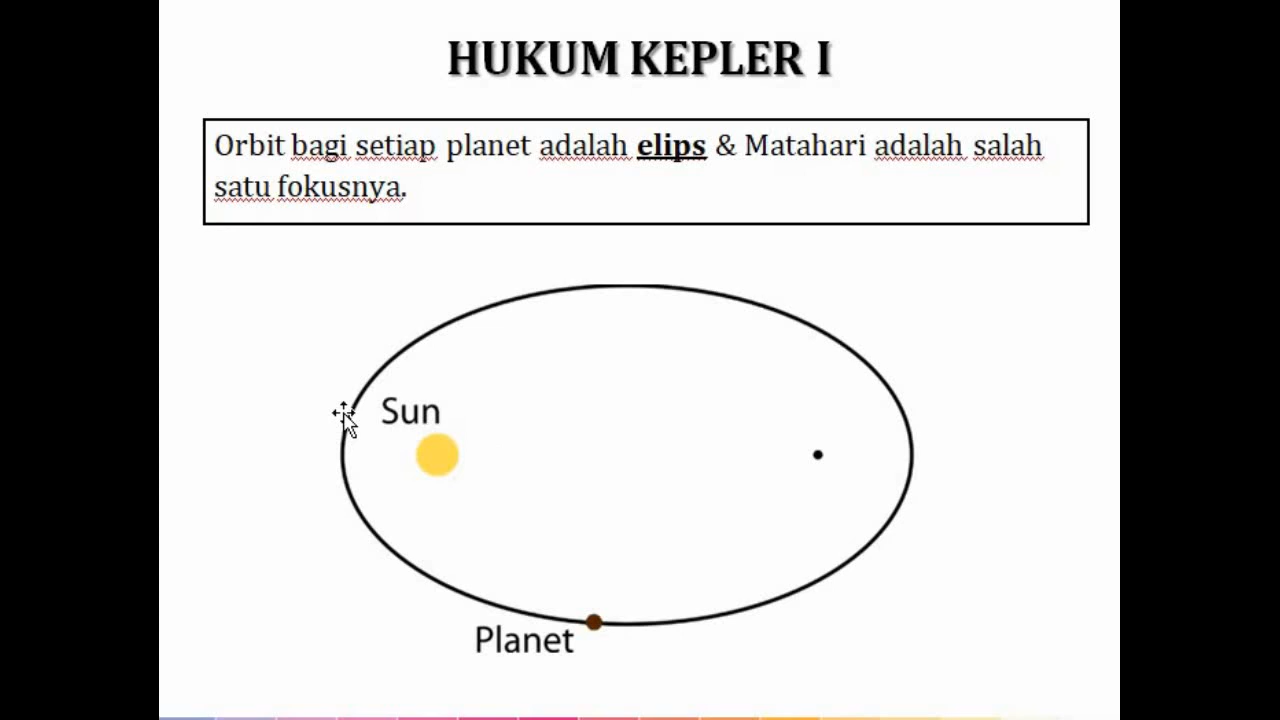 HUKUM KEPLER I
Orbit bagi setiap planet adalah elips & Matahari adalah salah
satu fokusnya.
Sun
Planet